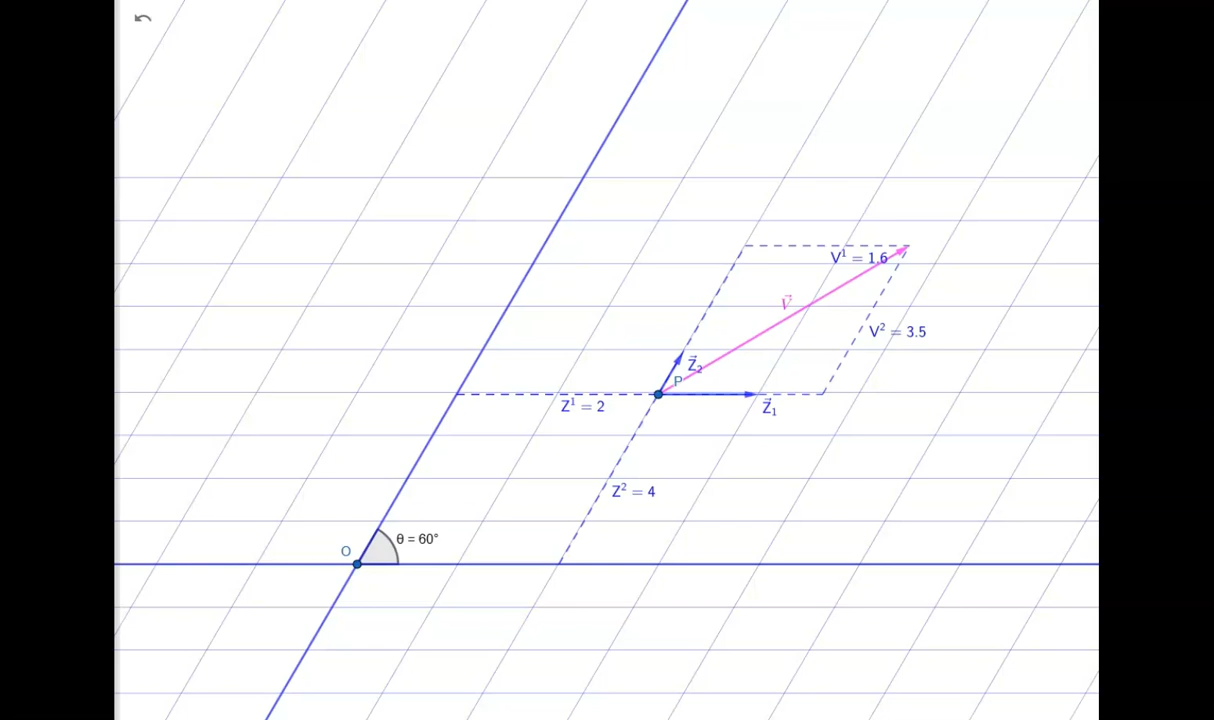 V¹ = 1.6
V⃗
V² = 3.5
Z⃗₂
P
Z¹ = 2
Z⃗₁
Z² = 4
θ = 60°
O